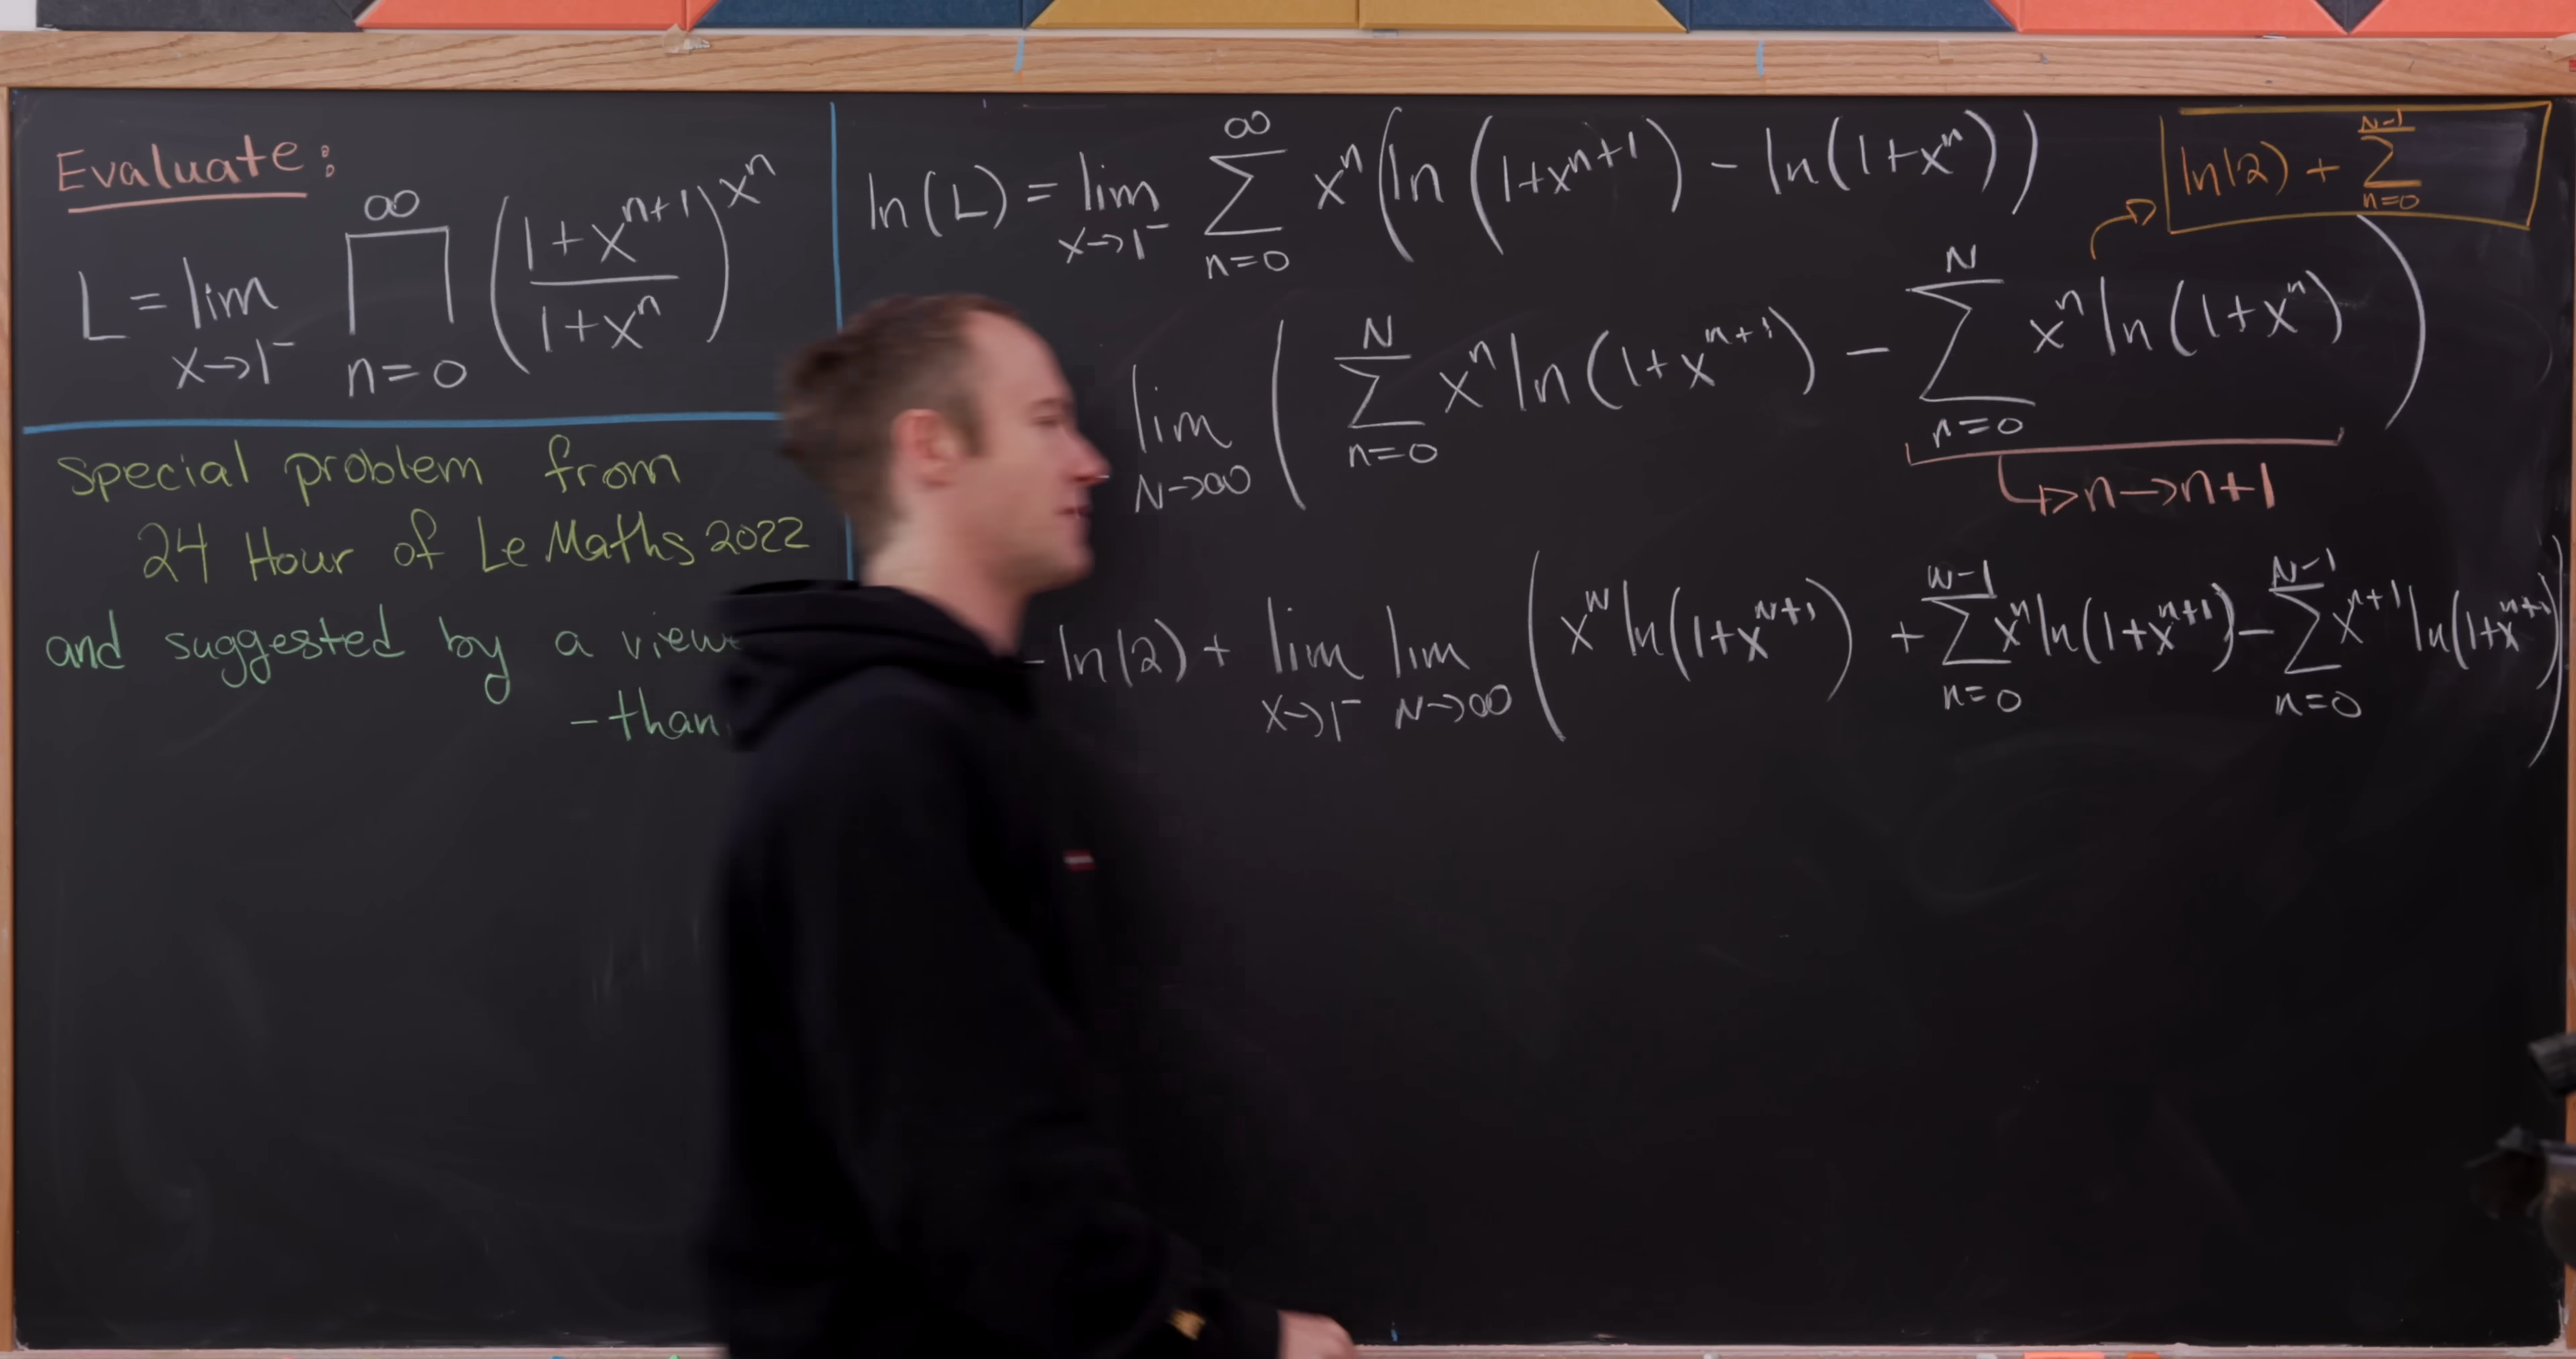 Evaluate:
L = lim x→1⁻ ∏ n=0 ∞ ((1+x^(n+1))/(1+x^n))^(x^n)
Special problem from
24 Hour of Le Maths 2022
and suggested by a
- than
ln(L) = lim x→1⁻ ∑ n=0 ∞ x^n (ln(1+x^(n+1)) - ln(1+x^n))
ln(2) + ∑ n=0 N-1
lim N→∞ (∑ n=0 N x^n ln(1+x^(n+1)) - ∑ n=0 N x^n ln(1+x^n))
↳ n→n+1
- ln(2) + lim x→1⁻ lim N→∞ (x^N ln(1+x^(N+1)) + ∑ n=0 N-1 x^n ln(1+x^(n+1)) - ∑ n=0 N-1 x^(n+1) ln(1+x^(n+1)))